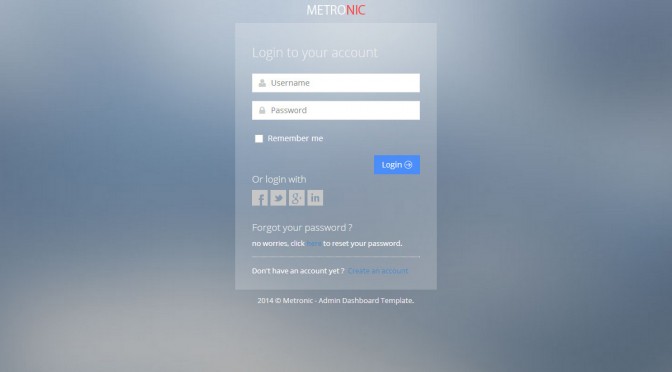 METRONIC
Login to your account
Username
Password
Remember me
Login
Or login with
Forgot your password ?
no worries, click here to reset your password.
Don't have an account yet ? Create an account
2014 © Metronic - Admin Dashboard Template.